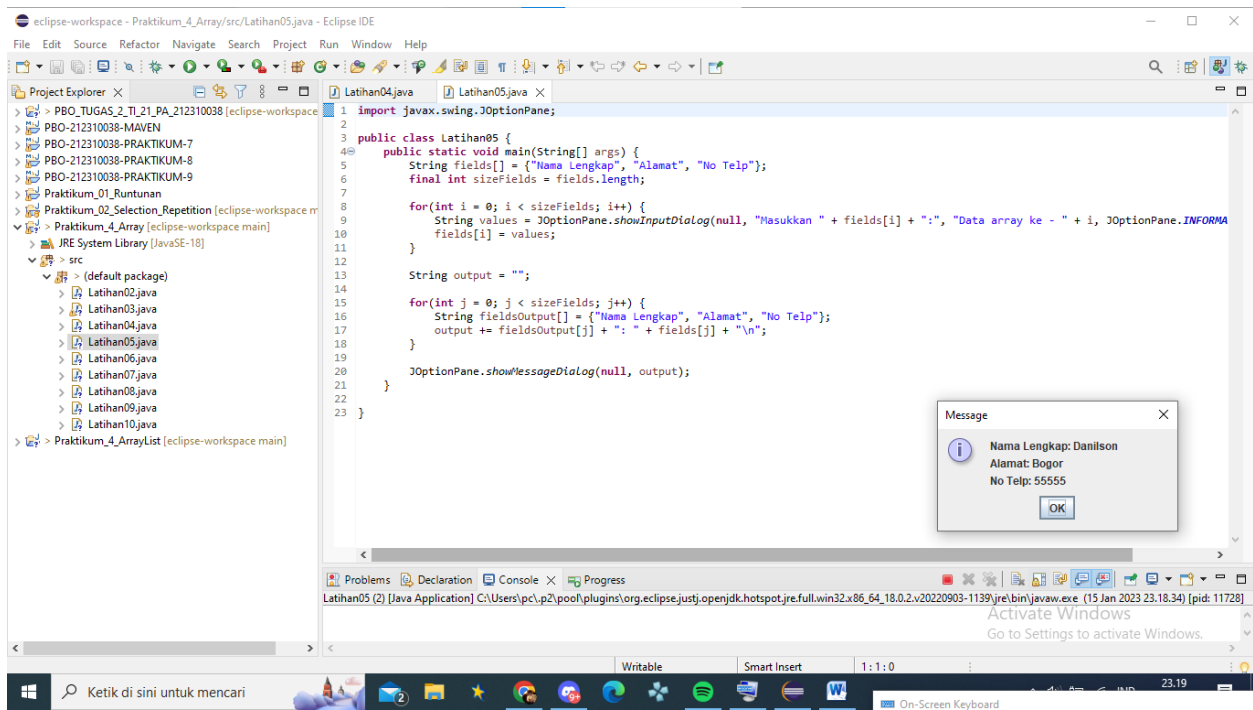 eclipse-workspace - Praktikum_4_Array/src/Latihan05.java - Eclipse IDE
File Edit Source Refactor Navigate Search Project Run Window Help
Project Explorer
Latihan04.java
Latihan05.java
> PBO_TUGAS_2_TI_21_PA_212310038 [eclipse-workspace
PBO-212310038-MAVEN
PBO-212310038-PRAKTIKUM-7
PBO-212310038-PRAKTIKUM-8
PBO-212310038-PRAKTIKUM-9
Praktikum_01_Runtunan
Praktikum_02_Selection_Repetition [eclipse-workspace m
> Praktikum_4_Array [eclipse-workspace main]
JRE System Library [JavaSE-18]
> src
> (default package)
Latihan02.java
Latihan03.java
Latihan04.java
Latihan05.java
Latihan06.java
Latihan07.java
Latihan08.java
Latihan09.java
Latihan10.java
> Praktikum_4_ArrayList [eclipse-workspace main]
1 import javax.swing.JOptionPane;
2
3 public class Latihan05 {
4 public static void main(String[] args) {
5 String fields[] = {"Nama Lengkap", "Alamat", "No Telp"};
6 final int sizeFields = fields.length;
7
8 for(int i = 0; i < sizeFields; i++) {
9 String values = JOptionPane.showInputDialog(null, "Masukkan " + fields[i] + ":", "Data array ke - " + i, JOptionPane.INFORMA
10 fields[i] = values;
11 }
12
13 String output = "";
14
15 for(int j = 0; j < sizeFields; j++) {
16 String fieldsOutput[] = {"Nama Lengkap", "Alamat", "No Telp"};
17 output += fieldsOutput[j] + ": " + fields[j] + "\n";
18 }
19
20 JOptionPane.showMessageDialog(null, output);
21 }
22
23 }
Message
Nama Lengkap: Danilson
Alamat: Bogor
No Telp: 55555
OK
Problems Declaration Console Progress
Latihan05 (2) [Java Application] C:\Users\pc\.p2\pool\plugins\org.eclipse.justj.openjdk.hotspot.jre.full.win32.x86_64_18.0.2.v20220903-1139\jre\bin\javaw.exe (15 Jan 2023 23.18.34) [pid: 11728]
Activate Windows
Go to Settings to activate Windows.
Writable
Smart Insert
1 : 1 : 0
Ketik di sini untuk mencari
23.19
On-Screen Keyboard